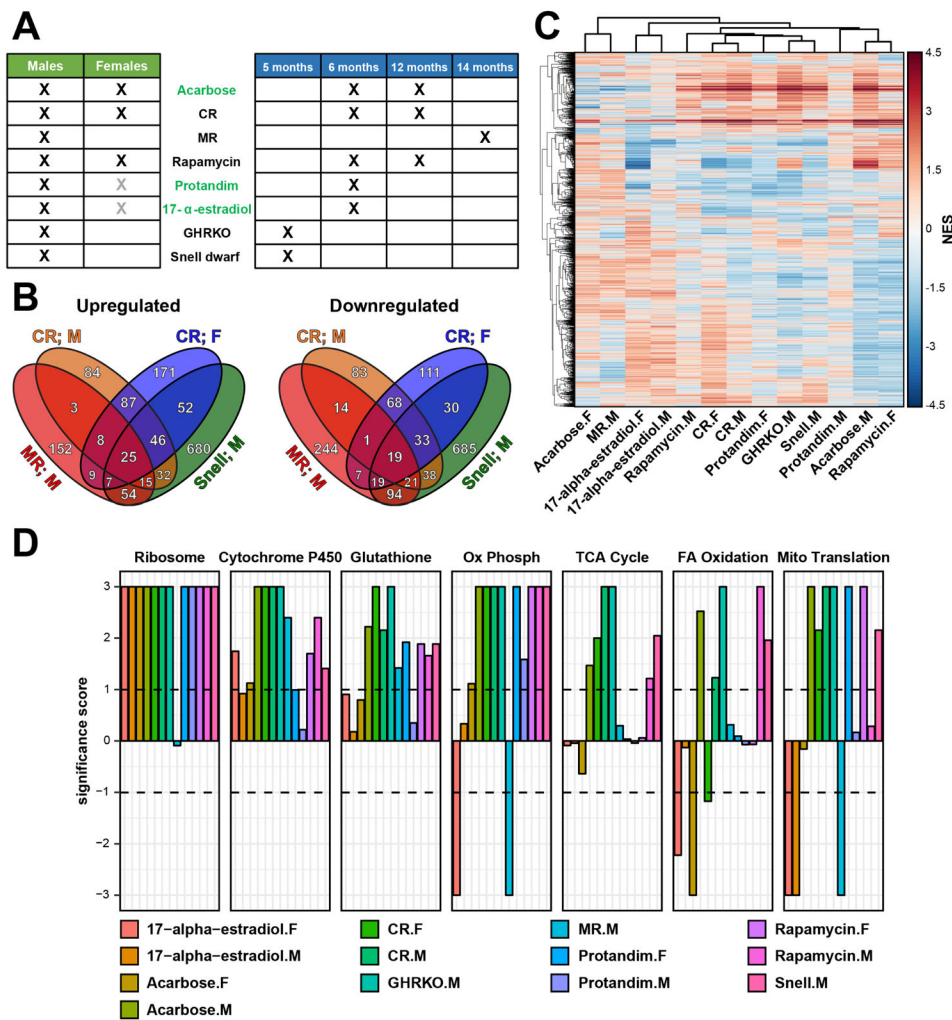 A
Males Females 5 months 6 months 12 months 14 months
X X Acarbose X X
X X CR X X
X MR X
X X Rapamycin X X
X X Protandim X
X X 17-α-estradiol X
X GHRKO X
X Snell dwarf X
B
Upregulated
CR; M CR; F
84 171
3 87 52
152 8 46 680
25
9 7 15 32
54
MR; M Snell; M
Downregulated
CR; M CR; F
83 111
14 68 30
244 1 33 685
19
7 19 21 38
94
MR; M Snell; M
C
4.5
3
1.5
0
-1.5
-3
-4.5
NES
Acarbose.F
MR.M
17-alpha-estradiol.F
17-alpha-estradiol.M
Rapamycin.M
CR.F
CR.M
Protandim.F
GHRKO.M
Snell.M
Protandim.M
Acarbose.M
Rapamycin.F
D
Ribosome Cytochrome P450 Glutathione Ox Phosph TCA Cycle FA Oxidation Mito Translation
significance score
3
2
1
0
−1
−2
−3
17−alpha−estradiol.F CR.F MR.M Rapamycin.F
17−alpha−estradiol.M CR.M Protandim.F Rapamycin.M
Acarbose.F GHRKO.M Protandim.M Snell.M
Acarbose.M